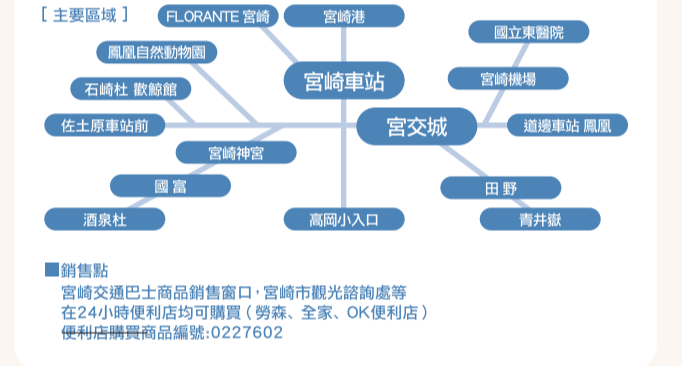 [ 主要區域 ]
FLORANTE 宮崎
宮崎港
國立東醫院
鳳凰自然動物園
宮崎車站
宮崎機場
石崎杜 歡鯨館
佐土原車站前
宮交城
道邊車站 鳳凰
宮崎神宮
國 富
田 野
酒泉杜
高岡小入口
青井嶽
■銷售點
宮崎交通巴士商品銷售窗口，宮崎市觀光諮詢處等
在24小時便利店均可購買（勞森、全家、OK便利店）
便利店購買商品編號:0227602